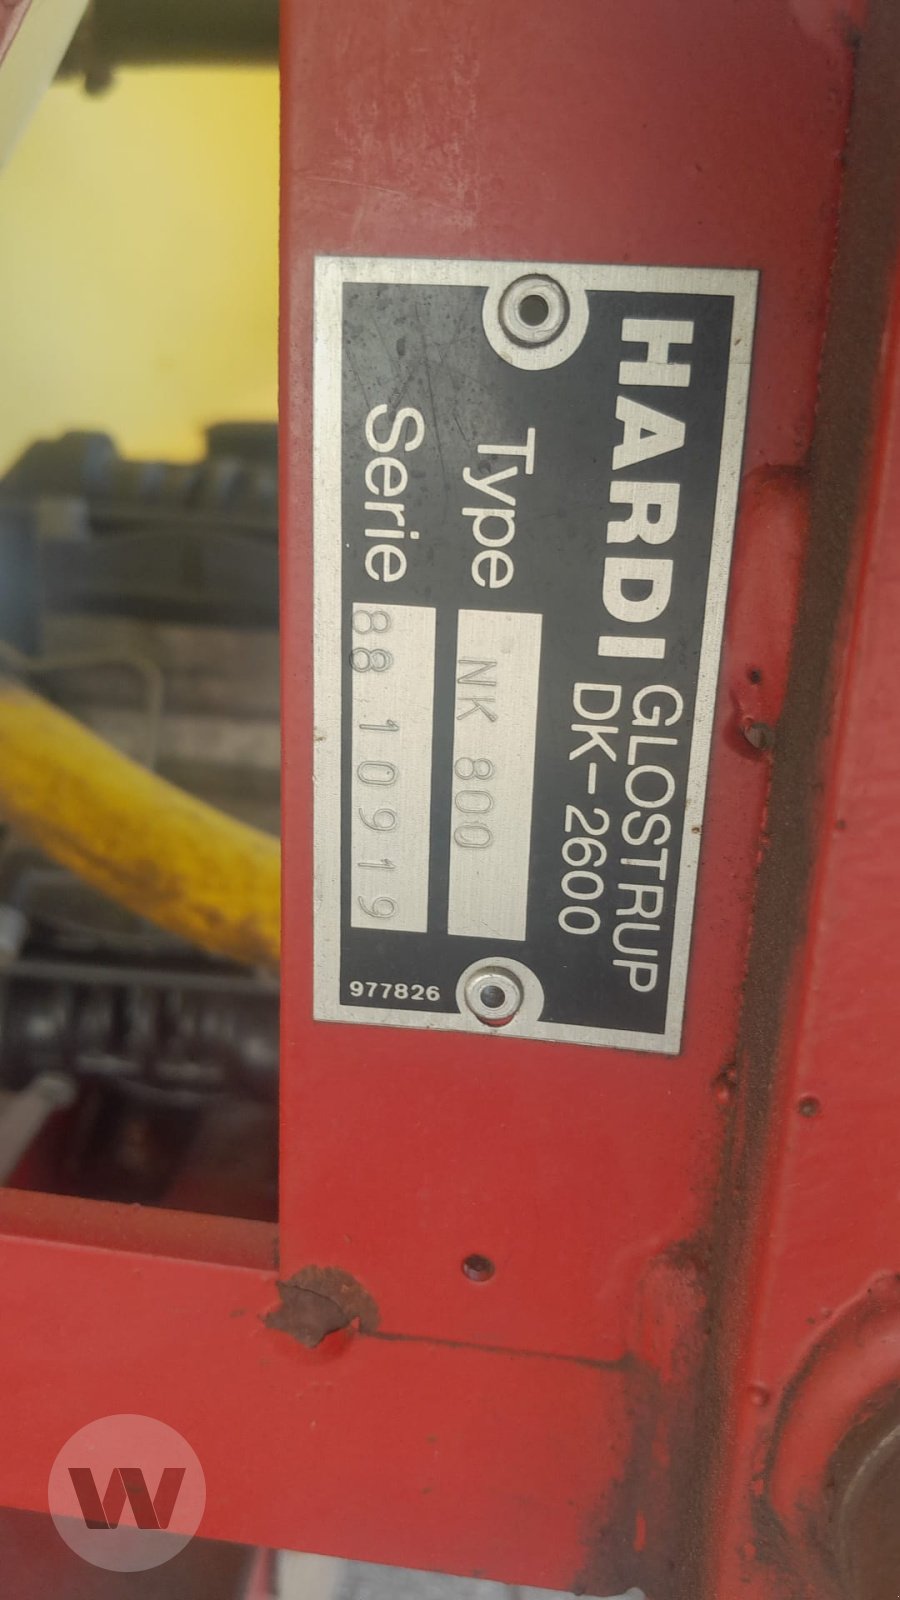 HARDI GLOSTRUP
DK-2600
Type NK 800
Serie 88 10919
977826
W